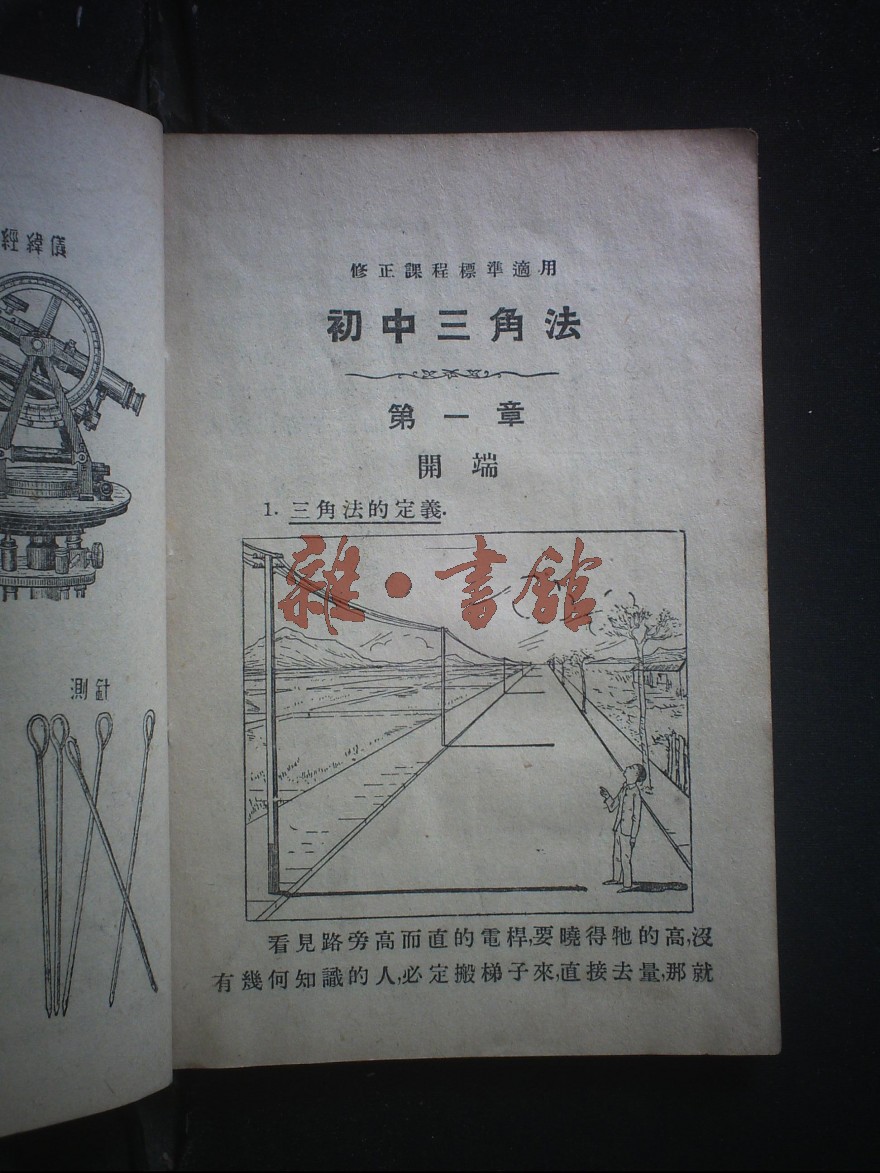 經緯儀
測
修正課程標準適用
初中三角法
第一章
開端
1. 三角法的定義.
雜·書館
看見路旁高而直的電桿,要曉得牠的高,沒
有幾何知識的人,必定搬梯子來,直接去量,那就